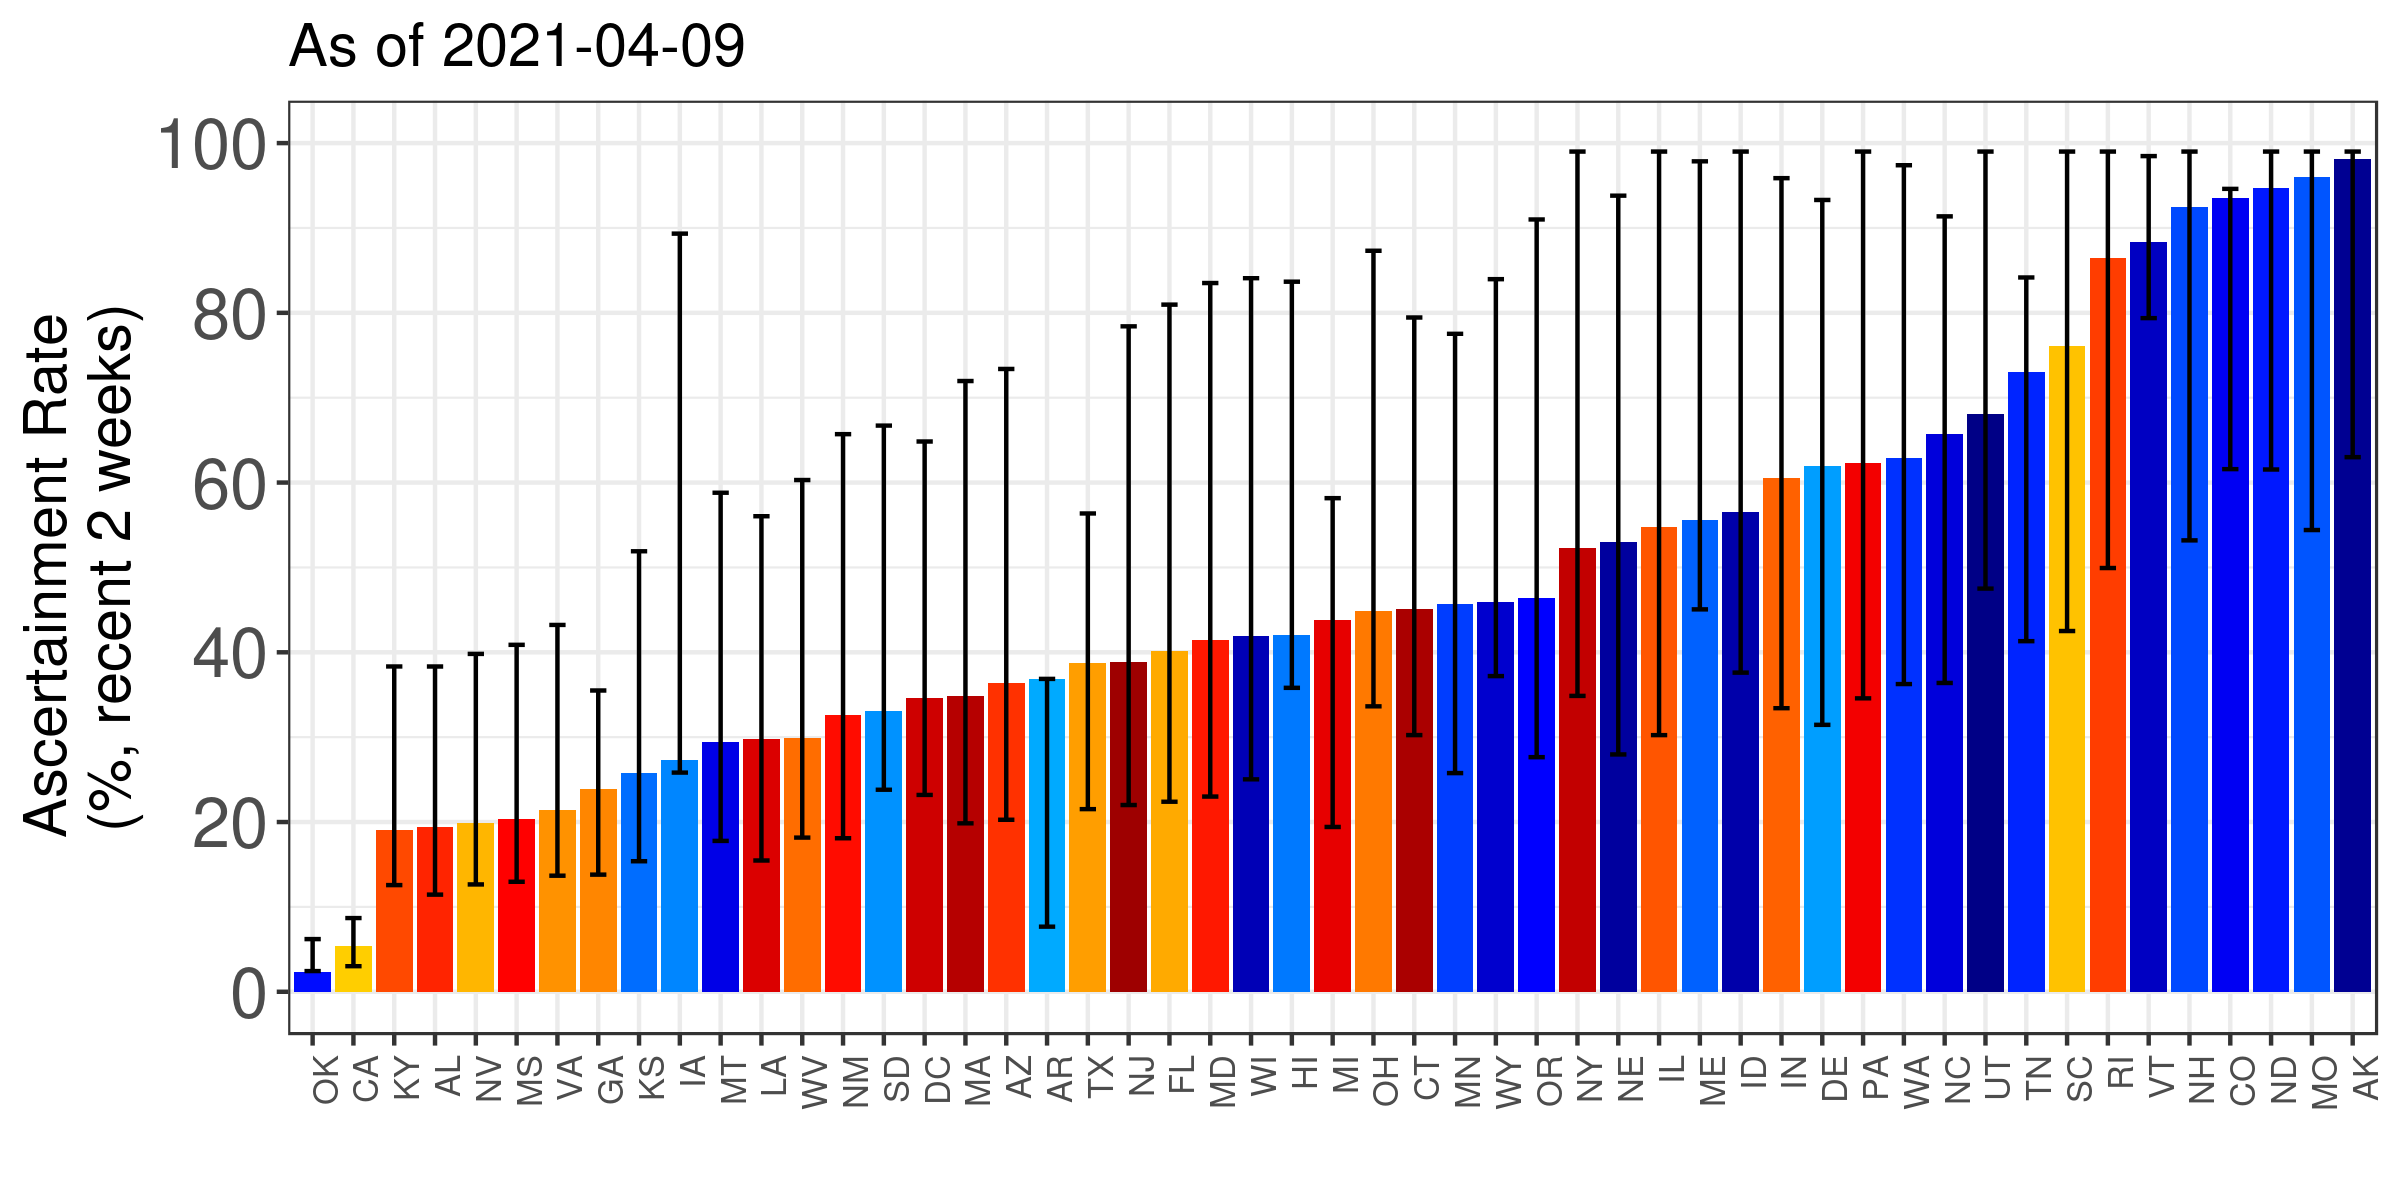 As of 2021-04-09
Ascertainment Rate
(%, recent 2 weeks)
100
80
60
40
20
0
OK CA KY AL NV MS VA GA KS IA MT LA WV NM SD DC MA AZ AR TX NJ FL MD WI HI MI OH CT MN WY OR NY NE IL ME ID IN DE PA WA NC UT TN SC RI VT NH CO ND MO AK